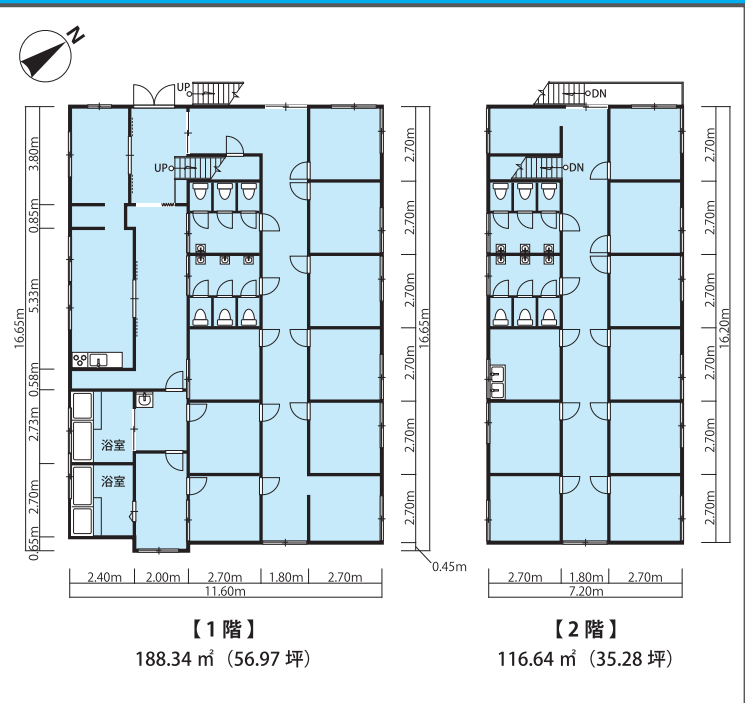 N
UP
UP
3.80m
0.85m
5.33m
0.58m
2.73m
2.70m
0.65m
16.65m
浴室
浴室
2.70m
2.70m
2.70m
2.70m
2.70m
2.70m
16.65m
0.45m
2.40m 2.00m 2.70m 1.80m 2.70m
11.60m
【1階】
188.34 ㎡（56.97 坪）
DN
DN
2.70m
2.70m
2.70m
2.70m
2.70m
2.70m
16.20m
2.70m 1.80m 2.70m
7.20m
【2階】
116.64 ㎡（35.28 坪）